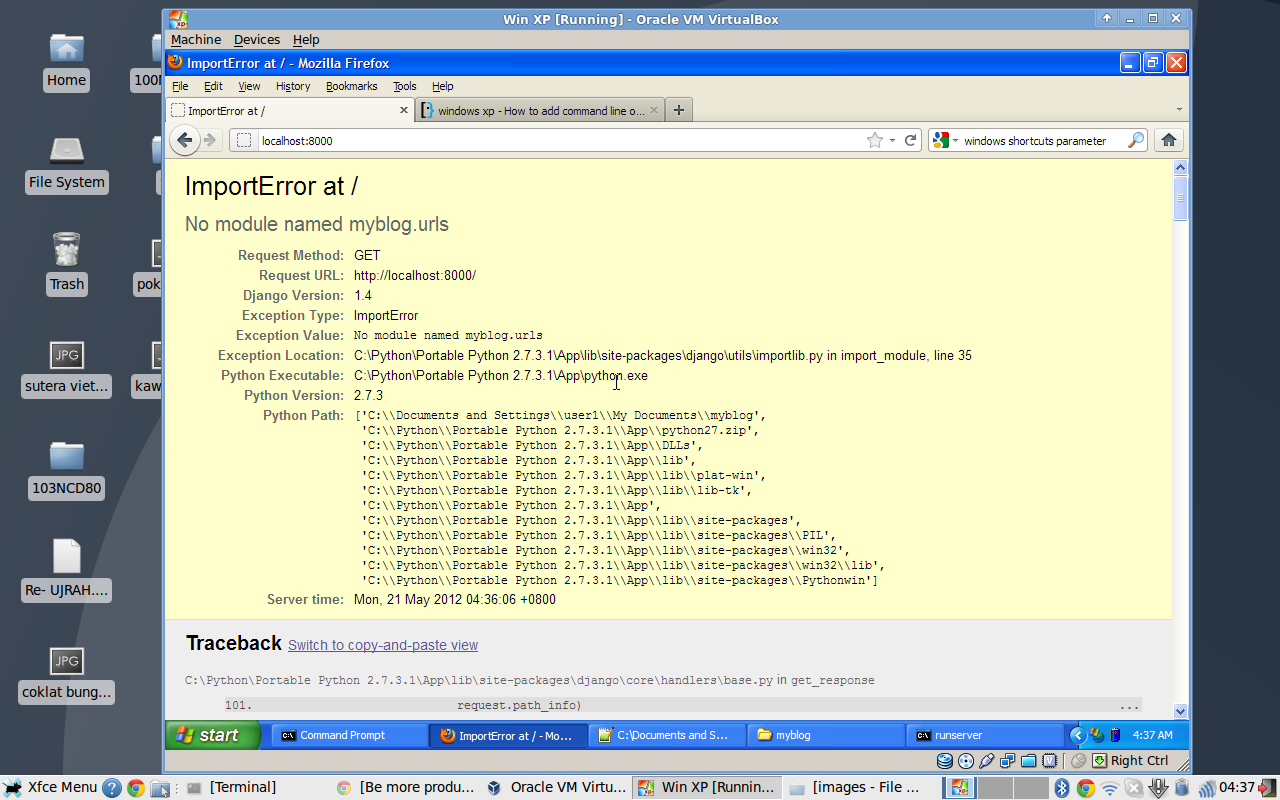 Win XP [Running] - Oracle VM VirtualBox
Machine Devices Help
ImportError at / - Mozilla Firefox
File Edit View History Bookmarks Tools Help
ImportError at /
windows xp - How to add command line o...
localhost:8000
windows shortcuts parameter
ImportError at /
No module named myblog.urls
Request Method: GET
Request URL: http://localhost:8000/
Django Version: 1.4
Exception Type: ImportError
Exception Value: No module named myblog.urls
Exception Location: C:\Python\Portable Python 2.7.3.1\App\lib\site-packages\django\utils\importlib.py in import_module, line 35
Python Executable: C:\Python\Portable Python 2.7.3.1\App\python.exe
Python Version: 2.7.3
Python Path: ['C:\\Documents and Settings\\user1\\My Documents\\myblog',
'C:\\Python\\Portable Python 2.7.3.1\\App\\python27.zip',
'C:\\Python\\Portable Python 2.7.3.1\\App\\DLLs',
'C:\\Python\\Portable Python 2.7.3.1\\App\\lib',
'C:\\Python\\Portable Python 2.7.3.1\\App\\lib\\plat-win',
'C:\\Python\\Portable Python 2.7.3.1\\App\\lib\\lib-tk',
'C:\\Python\\Portable Python 2.7.3.1\\App',
'C:\\Python\\Portable Python 2.7.3.1\\App\\lib\\site-packages',
'C:\\Python\\Portable Python 2.7.3.1\\App\\lib\\site-packages\\PIL',
'C:\\Python\\Portable Python 2.7.3.1\\App\\lib\\site-packages\\win32',
'C:\\Python\\Portable Python 2.7.3.1\\App\\lib\\site-packages\\win32\\lib',
'C:\\Python\\Portable Python 2.7.3.1\\App\\lib\\site-packages\\Pythonwin']
Server time: Mon, 21 May 2012 04:36:06 +0800
Traceback Switch to copy-and-paste view
C:\Python\Portable Python 2.7.3.1\App\lib\site-packages\django\core\handlers\base.py in get_response
101. request.path_info) ...
start
Command Prompt
ImportError at / - Mo...
C:\Documents and S...
myblog
runserver
4:37 AM
Right Ctrl
Home
100
File System
Trash
pok
JPG
sutera viet...
kaw
103NCD80
Re- UJRAH....
JPG
coklat bung...
Xfce Menu
[Terminal]
[Be more produ...
Oracle VM Virtu...
Win XP [Runnin...
[images - File ...
04:37